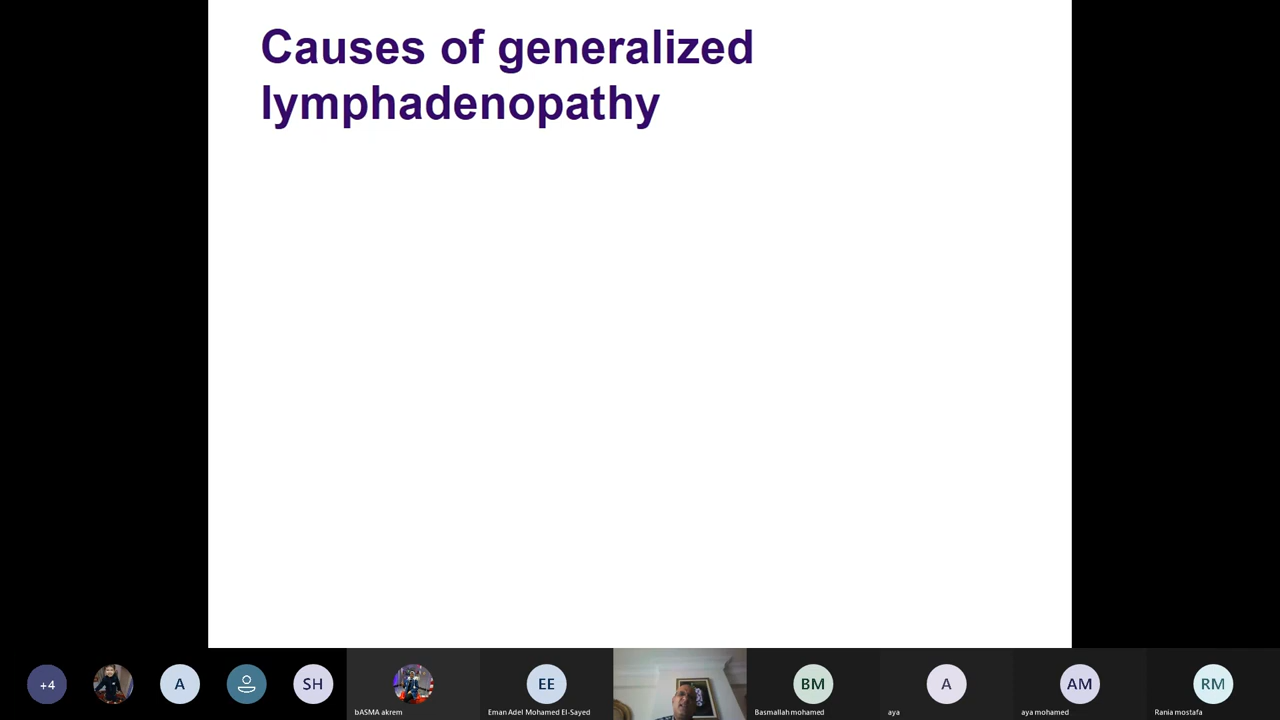 Causes of generalized
lymphadenopathy
+4
A
SH
bASMA akrem
EE
Eman Adel Mohamed El-Sayed
BM
Basmallah mohamed
A
aya
AM
aya mohamed
RM
Rania mostafa